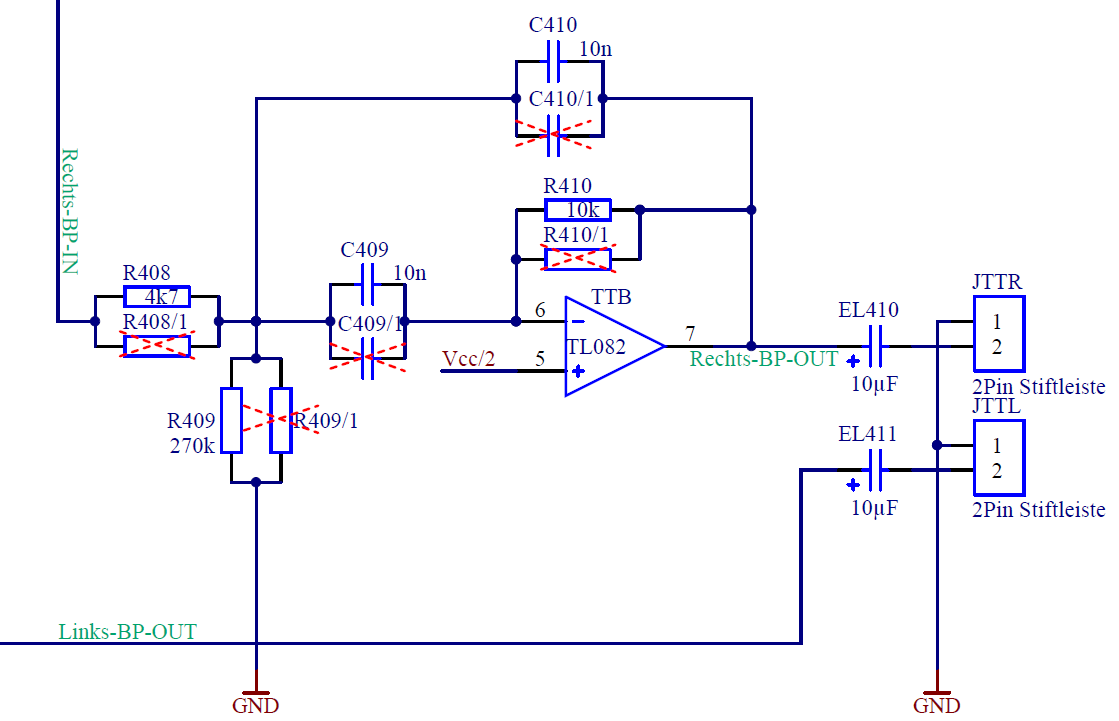 C410
10n
C410/1
Rechts-BP-IN
R410
10k
R410/1
C409
10n
C409/1
R408
4k7
R408/1
TTB
6
TL082
5
7
Vcc/2
Rechts-BP-OUT
EL410
10µF
JTTR
1
2
2Pin Stiftleiste
R409
270k
R409/1
EL411
10µF
JTTL
1
2
2Pin Stiftleiste
Links-BP-OUT
GND
GND